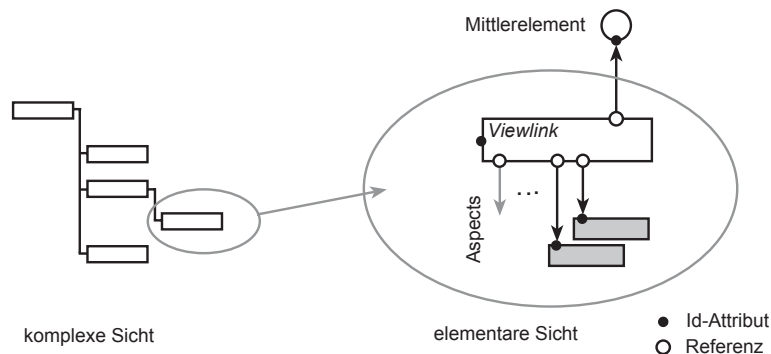 Mittlerelement
Viewlink
...
Aspects
komplexe Sicht
elementare Sicht
Id-Attribut
Referenz